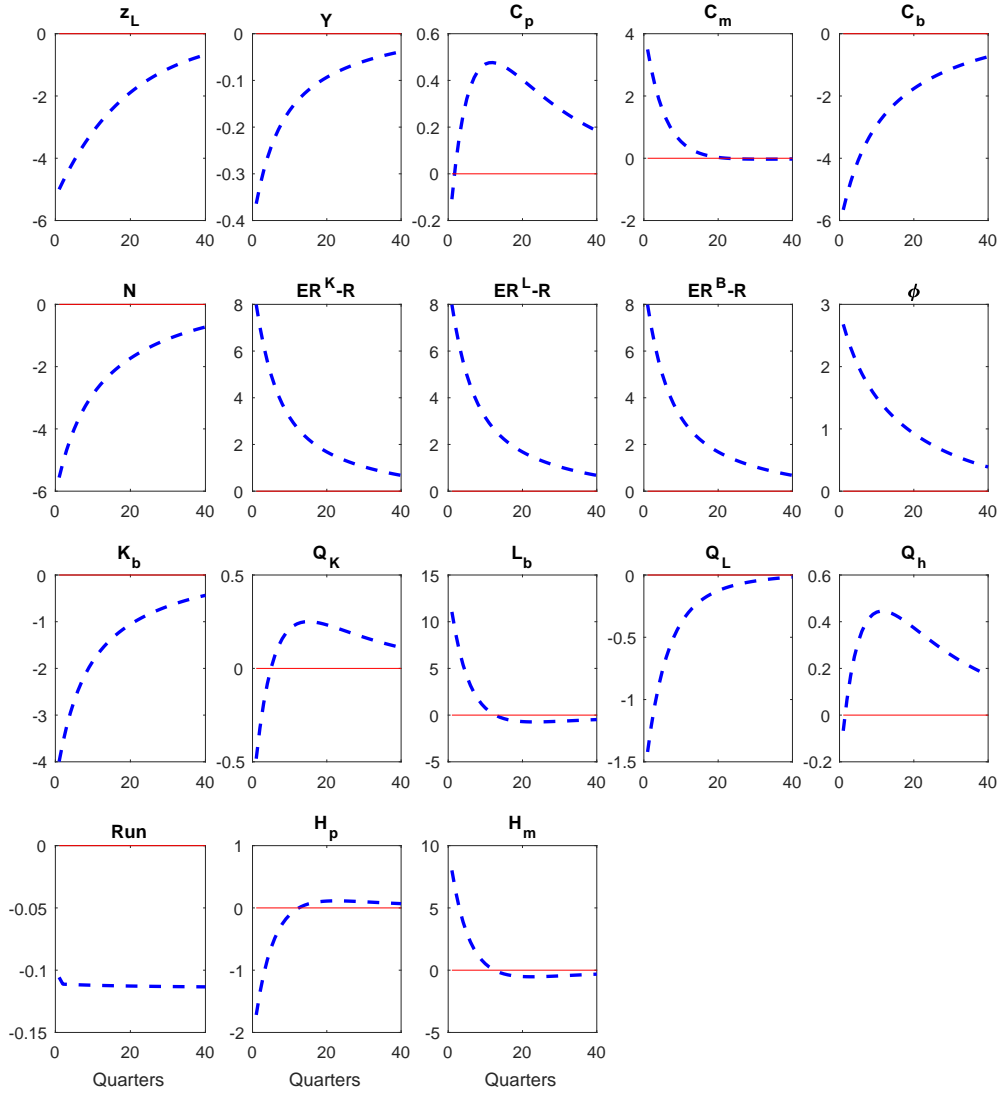 z_L Y C_p C_m C_b
0 0 0.6 4 0
-0.1 0.4
-2 2 -2
-0.2 0.2
-4 0 -4
-0.3 0
-6 -0.4 -0.2 -2 -6
0 20 40 0 20 40 0 20 40 0 20 40 0 20 40
N ER^K-R ER^L-R ER^B-R ϕ
0 8 8 8 3
-2 6 6 6 2
-4 4 4 4 1
2 2 2
-6 0 0 0 0
0 20 40 0 20 40 0 20 40 0 20 40 0 20 40
K_b Q_K L_b Q_L Q_h
0 0.5 15 0 0.6
-1 10 -0.5 0.4
-2 0 5 0.2
-3 0 -1 0
-4 -0.5 -5 -1.5 -0.2
0 20 40 0 20 40 0 20 40 0 20 40 0 20 40
Run H_p H_m
0 1 10
-0.05 0 5
-0.1 -1 0
-0.15 -2 -5
0 20 40 0 20 40 0 20 40
Quarters Quarters Quarters